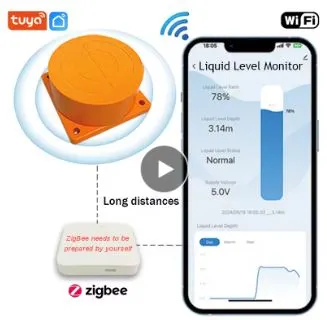 tuya
WiFi
18:05
Liquid Level Monitor
Liquid Level Ratio
78%
Liquid Level Depth
3.14m
Liquid Level Status
Normal
Supply Voltage
5.0V
78%
Long distances
ZigBee needs to be
prepared by yourself
zigbee
Liquid Level Depth:
Day